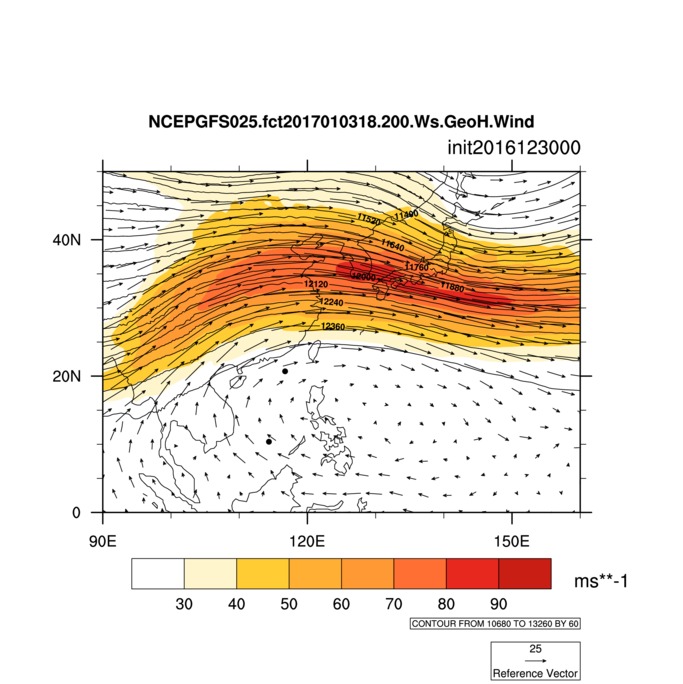 NCEPGFS025.fct2017010318.200.Ws.GeoH.Wind
init2016123000
11520
11490
40N
11640
11760
12000
12120
11880
12240
12360
20N
0
90E 120E 150E
ms**-1
30 40 50 60 70 80 90
CONTOUR FROM 10680 TO 13260 BY 60
25
Reference Vector